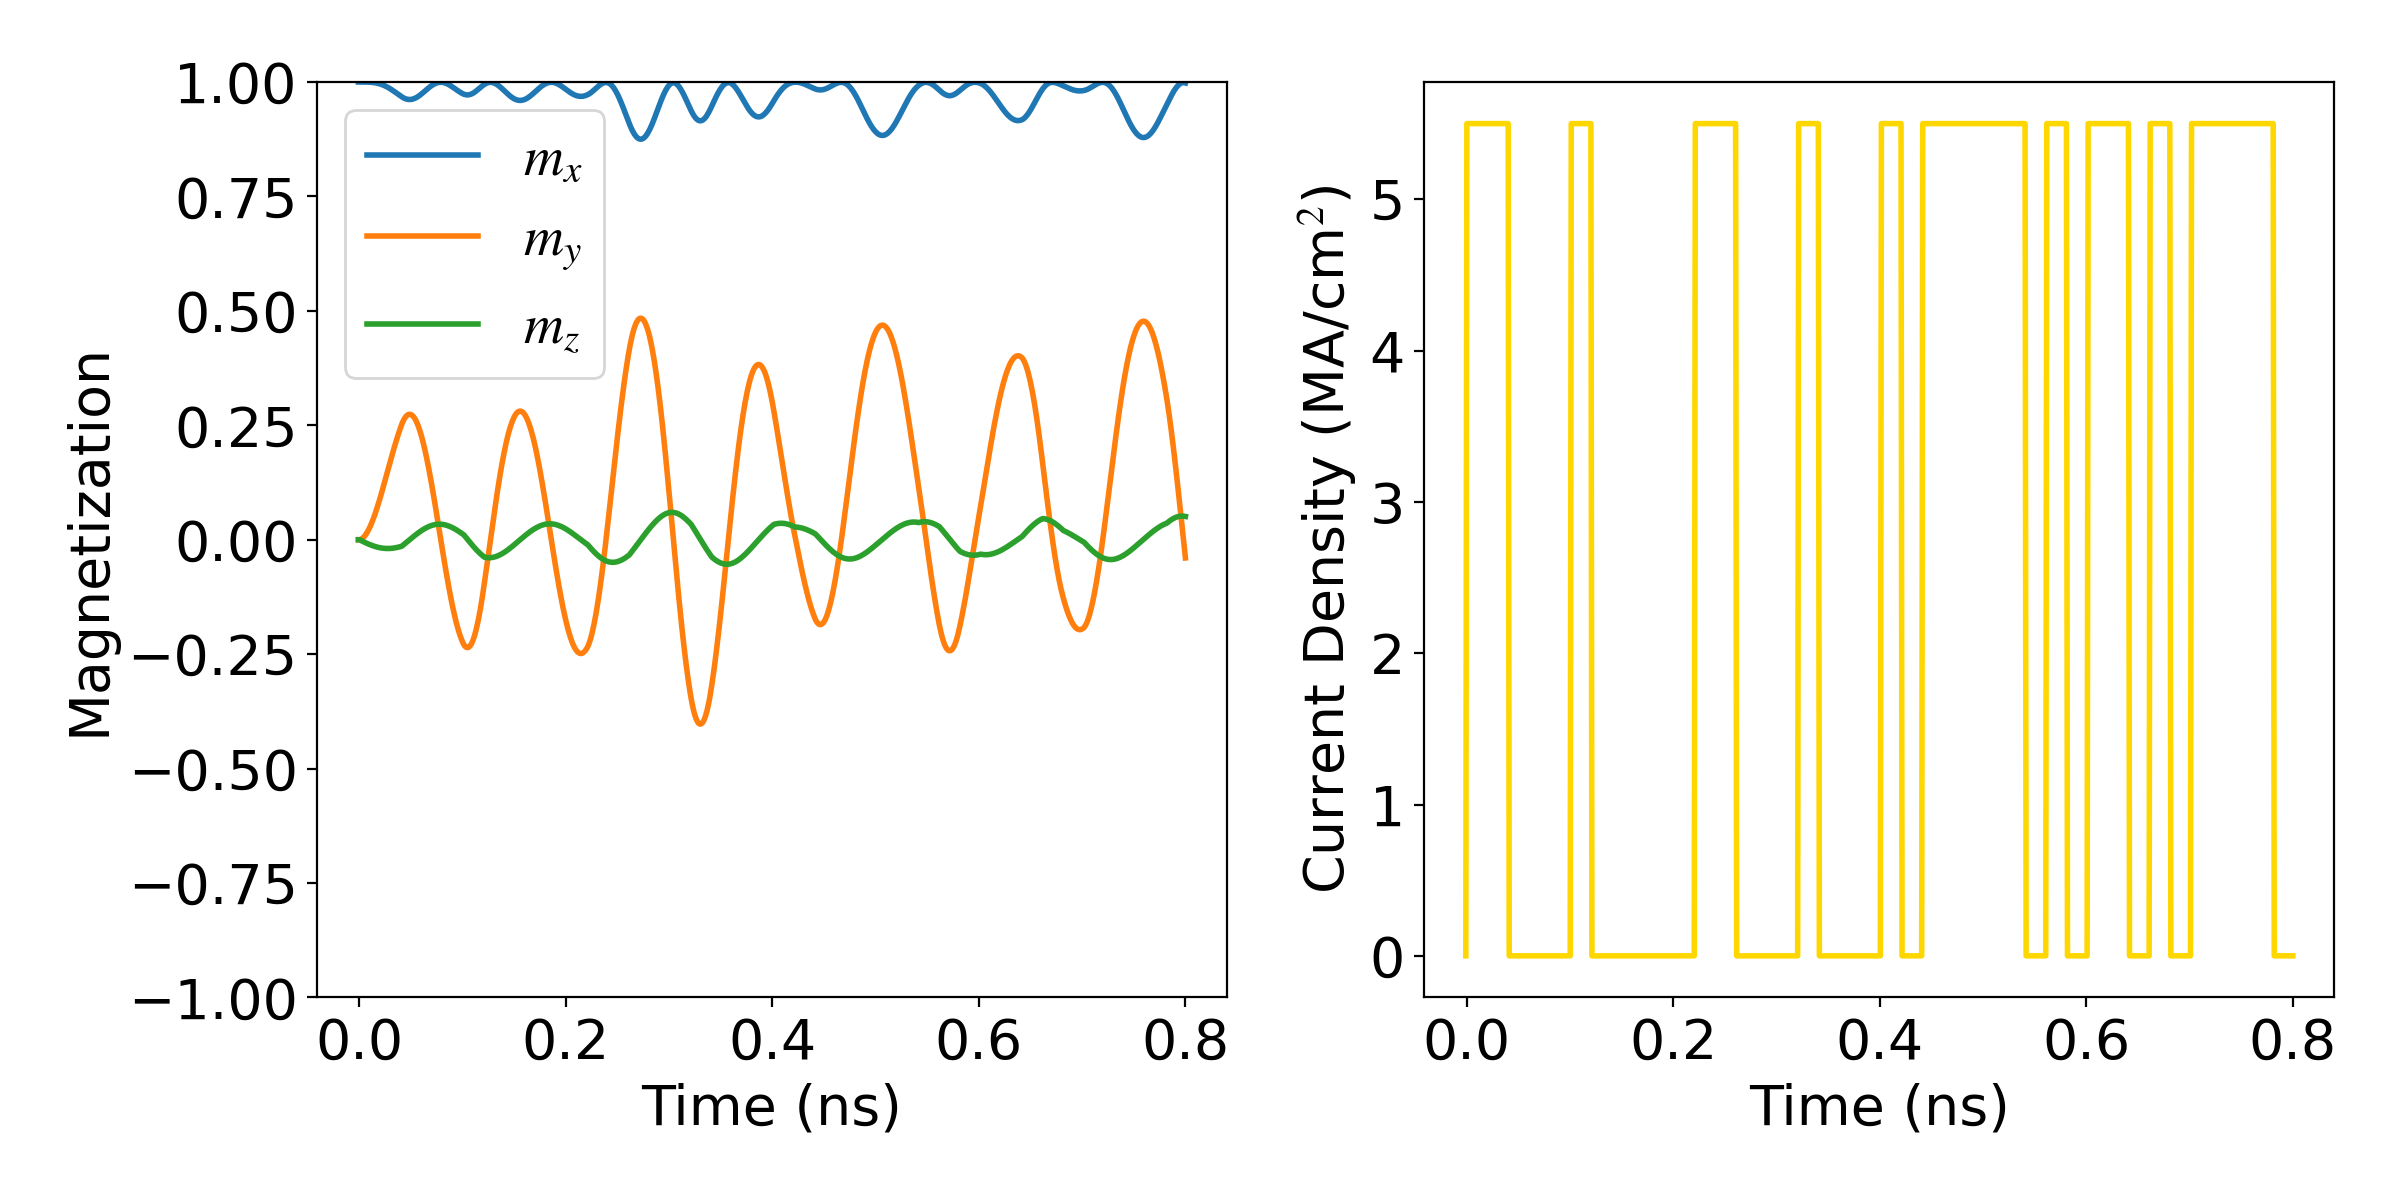 1.00
0.75
0.50
0.25
0.00
−0.25
−0.50
−0.75
−1.00
Magnetization
m_x
m_y
m_z
0.0 0.2 0.4 0.6 0.8
Time (ns)
5
4
3
2
1
0
Current Density (MA/cm²)
0.0 0.2 0.4 0.6 0.8
Time (ns)